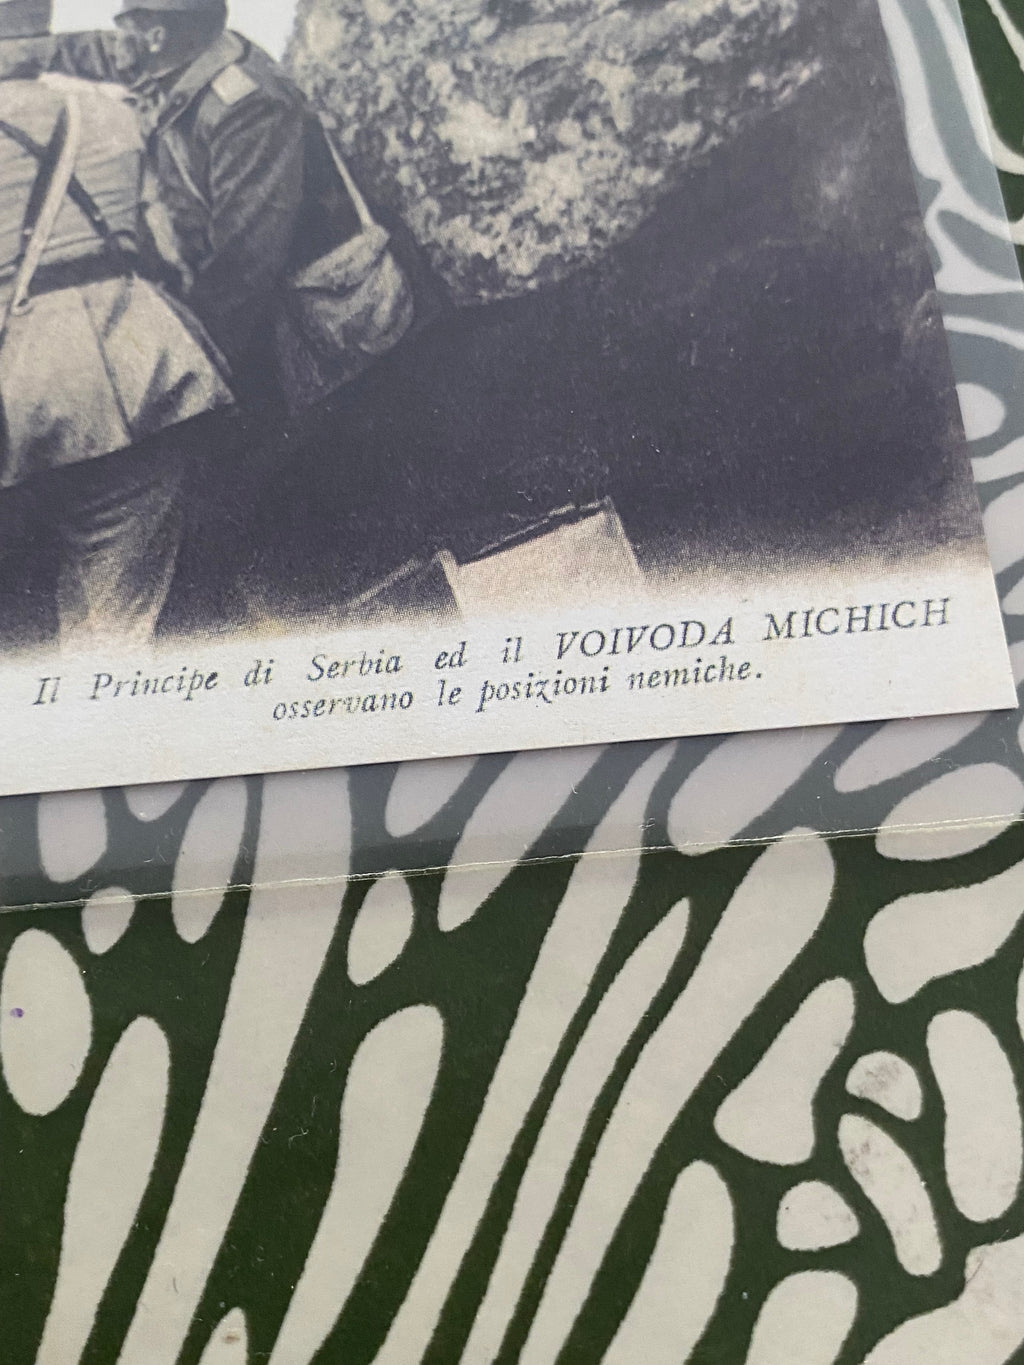 Il Principe di Serbia ed il VOIVODA MICHICH
osservano le posizioni nemiche.